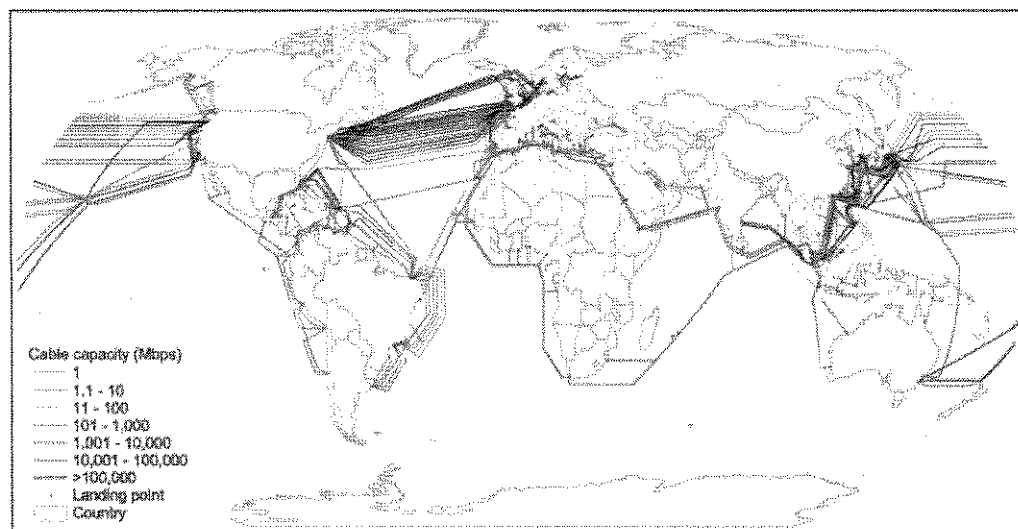 Cable capacity (Mbps)
1
1.1 - 10
11 - 100
101 - 1,000
1,001 - 10,000
10,001 - 100,000
>100,000
Landing point
Country